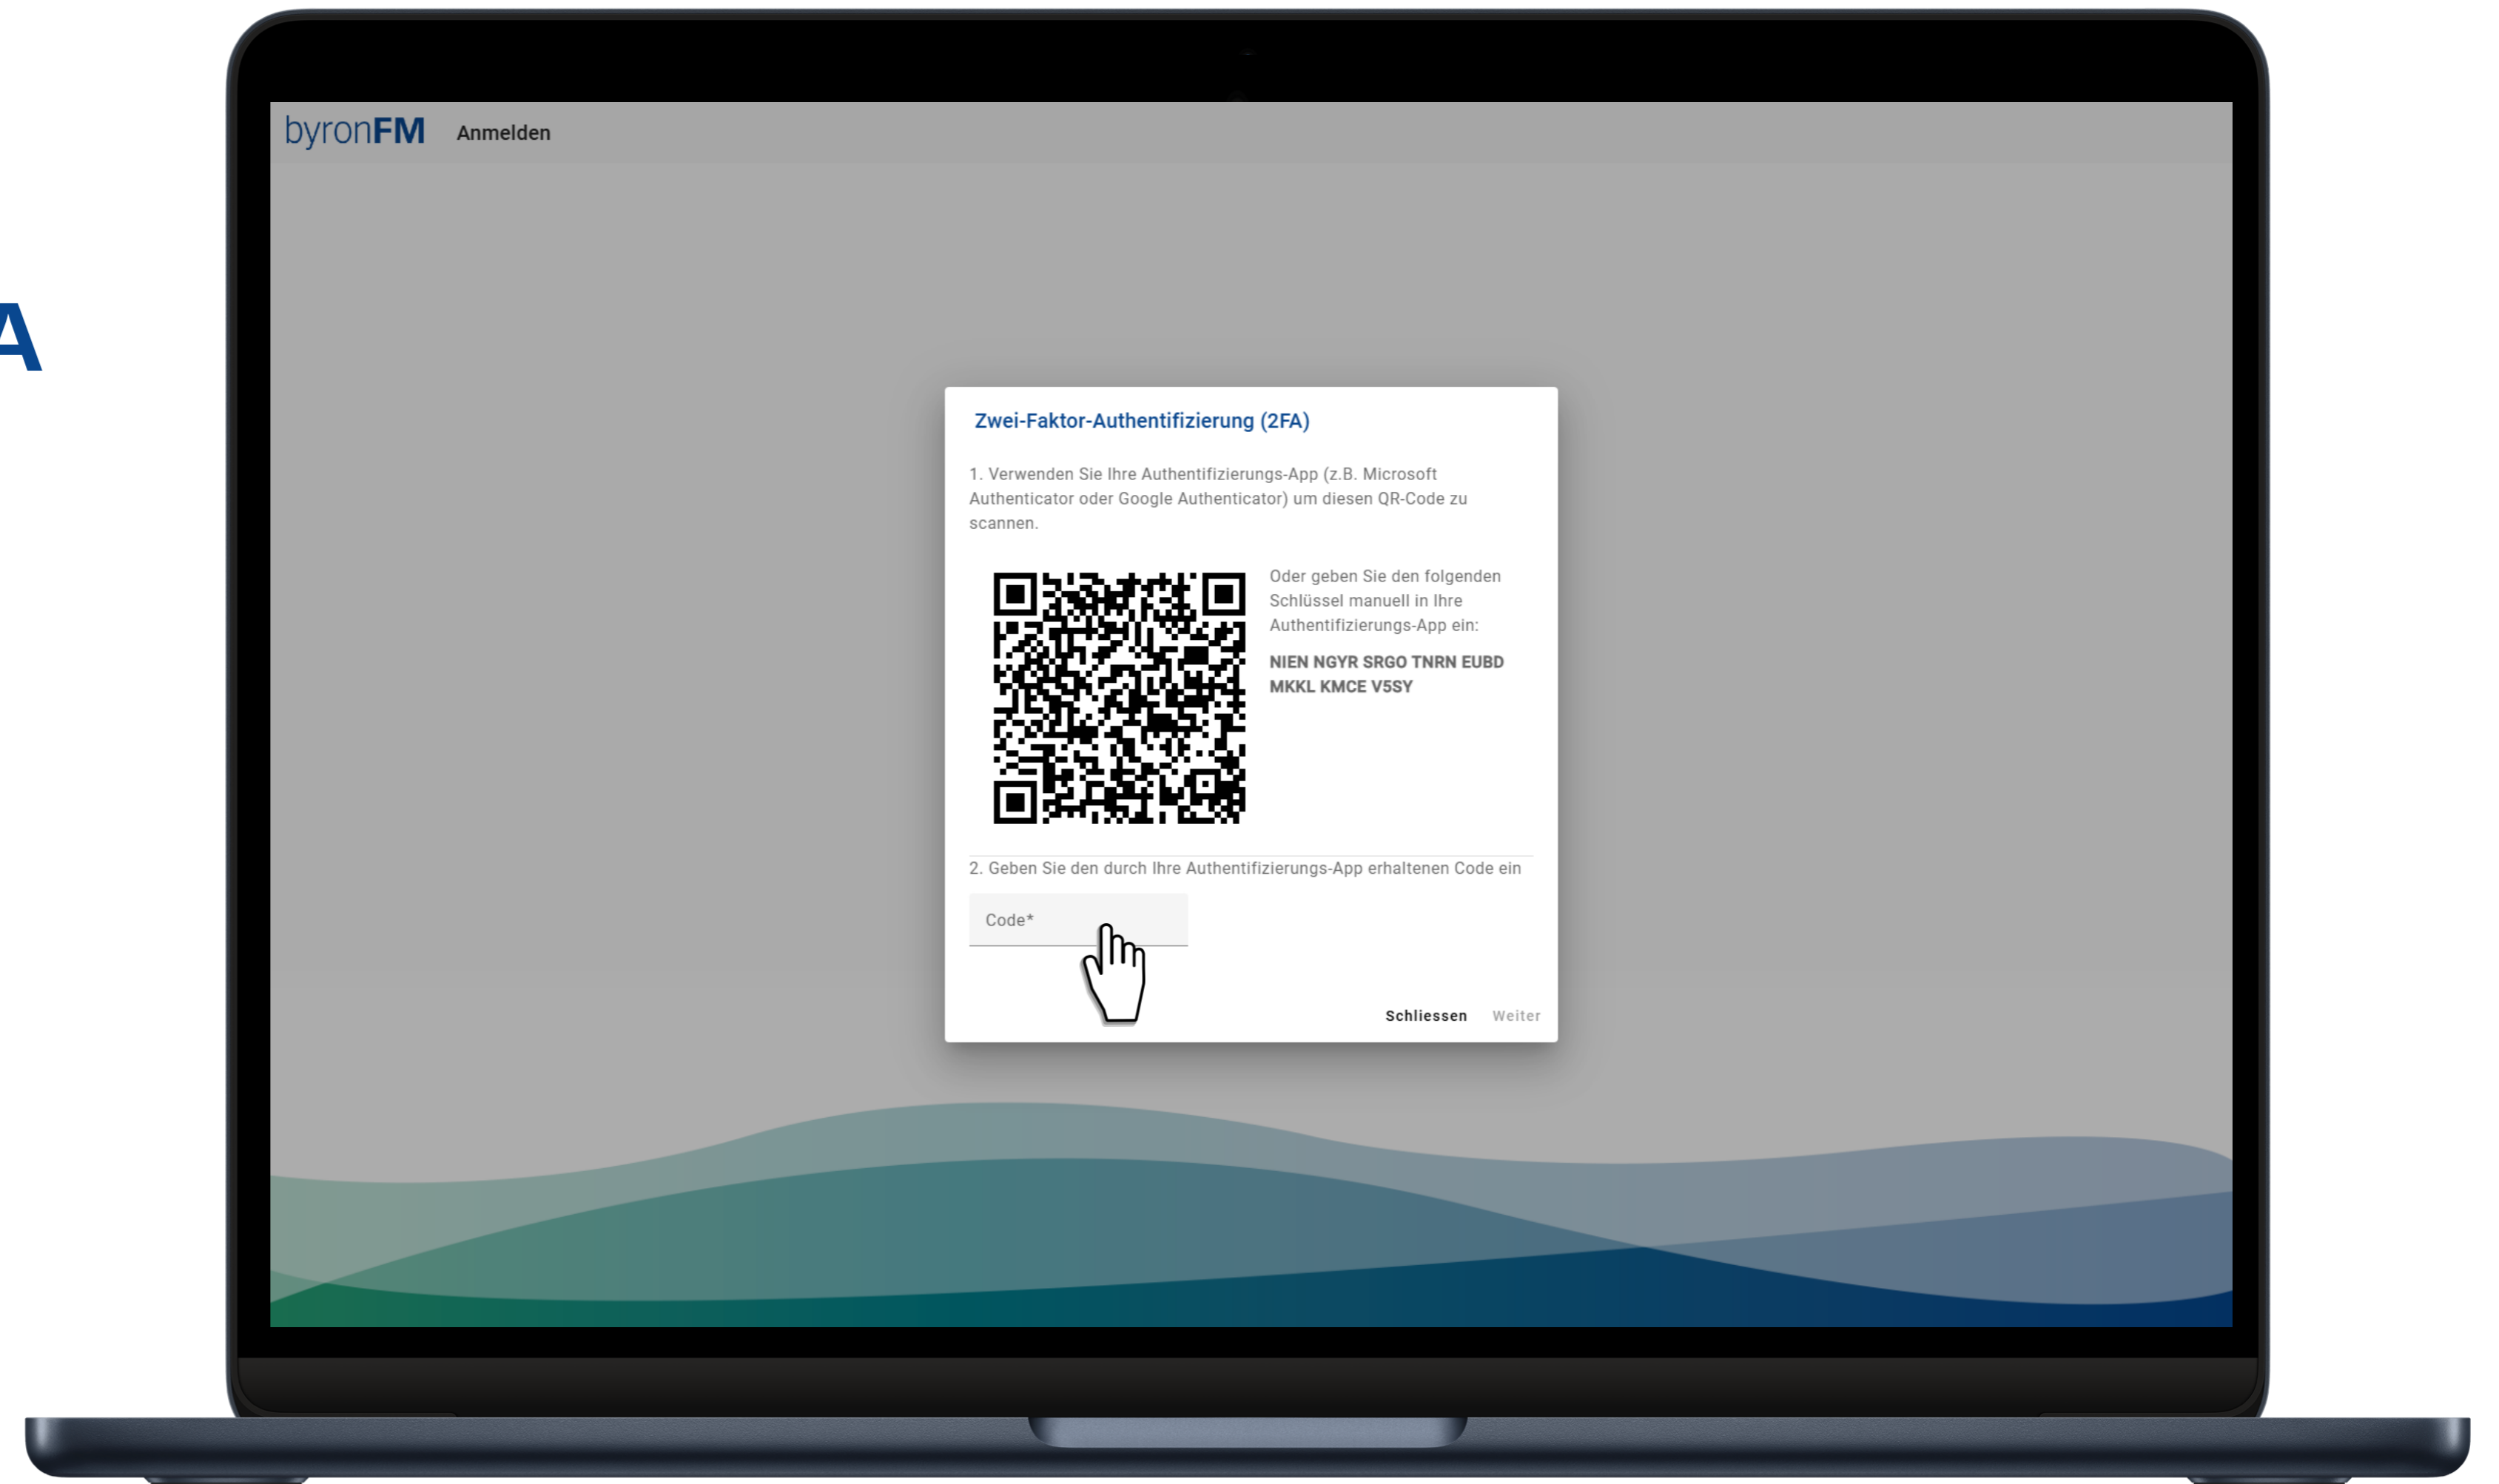 A
byronFM Anmelden
Zwei-Faktor-Authentifizierung (2FA)
1. Verwenden Sie Ihre Authentifizierungs-App (z.B. Microsoft
Authenticator oder Google Authenticator) um diesen QR-Code zu
scannen.
Oder geben Sie den folgenden
Schlüssel manuell in Ihre
Authentifizierungs-App ein:
NIEN NGYR SRGO TNRN EUBD
MKKL KMCE V5SY
2. Geben Sie den durch Ihre Authentifizierungs-App erhaltenen Code ein
Code*
Schliessen Weiter